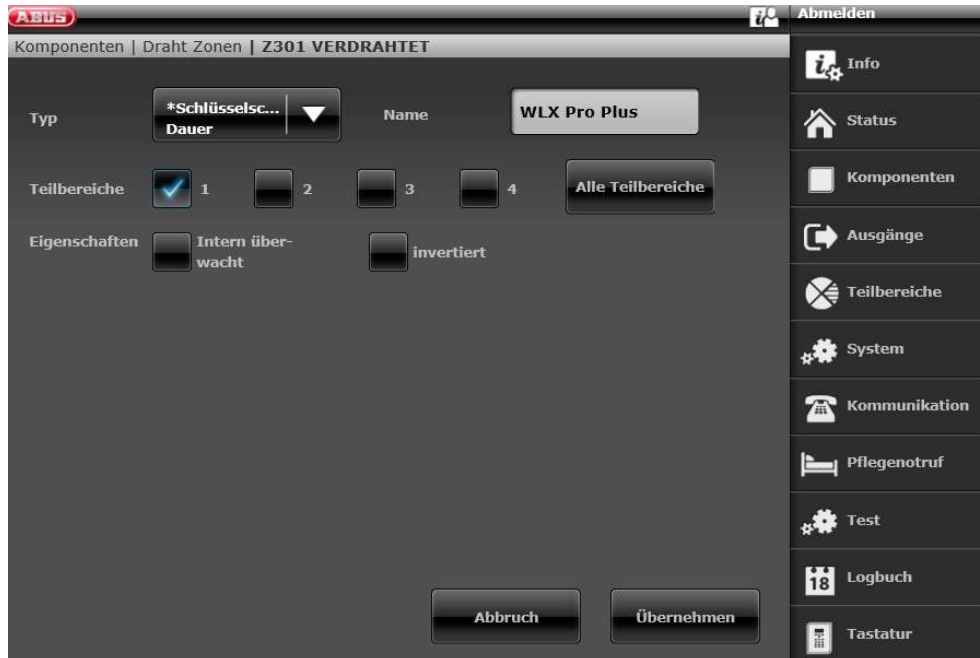 ABUS
Abmelden
Komponenten | Draht Zonen | Z301 VERDRAHTET
Typ
*Schlüsselsc...
Dauer
Name
WLX Pro Plus
Teilbereiche
1
2
3
4
Alle Teilbereiche
Eigenschaften
Intern über-
wacht
invertiert
Abbruch
Übernehmen
Info
Status
Komponenten
Ausgänge
Teilbereiche
System
Kommunikation
Pflegenotruf
Test
18
Logbuch
Tastatur